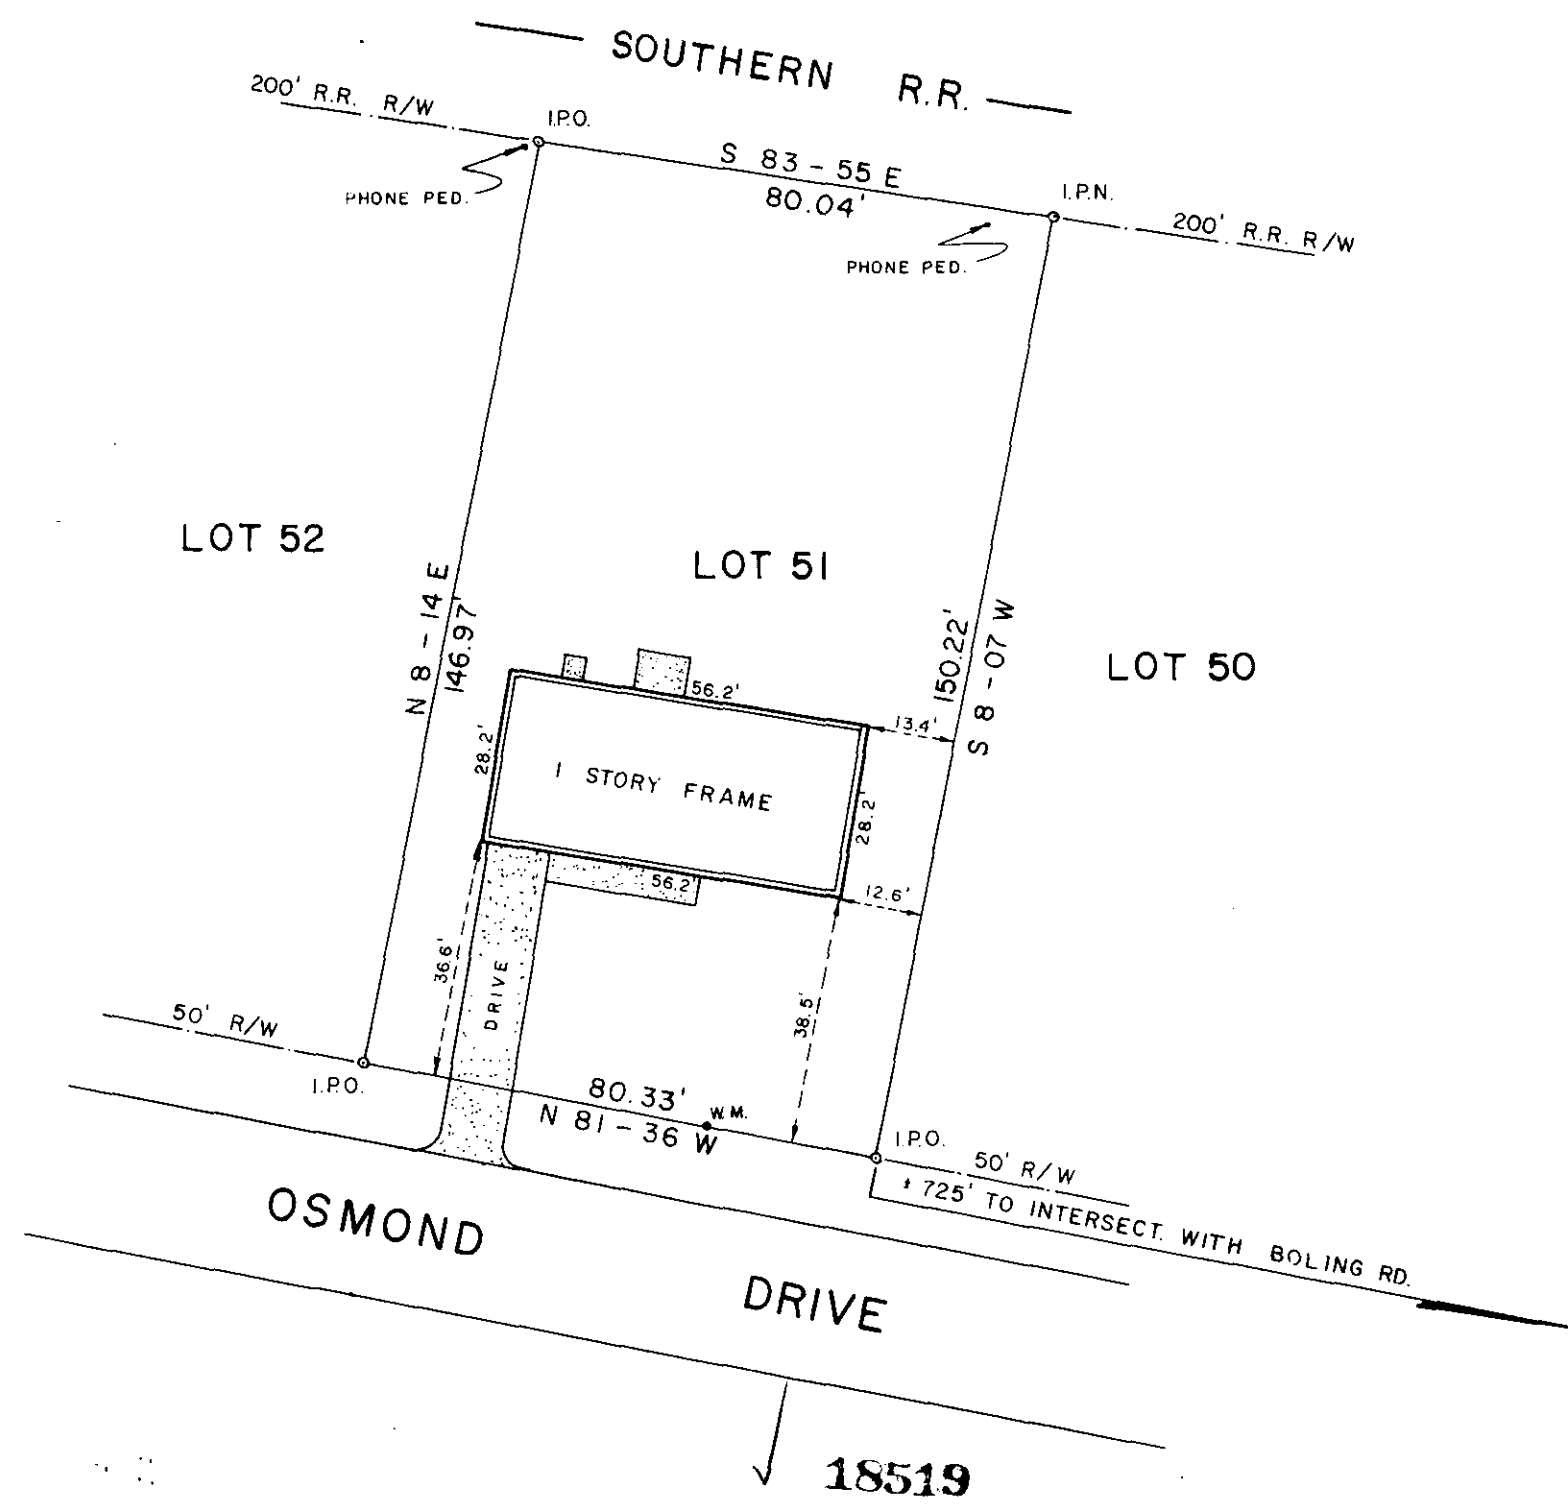 SOUTHERN R.R.
200' R.R. R/W
I.P.O.
S 83-55 E
80.04'
I.P.N.
200' R.R. R/W
PHONE PED.
PHONE PED.
LOT 52
LOT 51
LOT 50
N 8-14 E
146.97'
150.22'
S 8-07 W
56.2'
13.4'
28.2'
1 STORY FRAME
28.2'
56.2'
12.6'
36.6'
DRIVE
38.5'
50' R/W
I.P.O.
80.33'
N 81-36 W
W.M.
I.P.O.
50' R/W
± 725' TO INTERSECT. WITH BOLING RD.
OSMOND DRIVE
18519